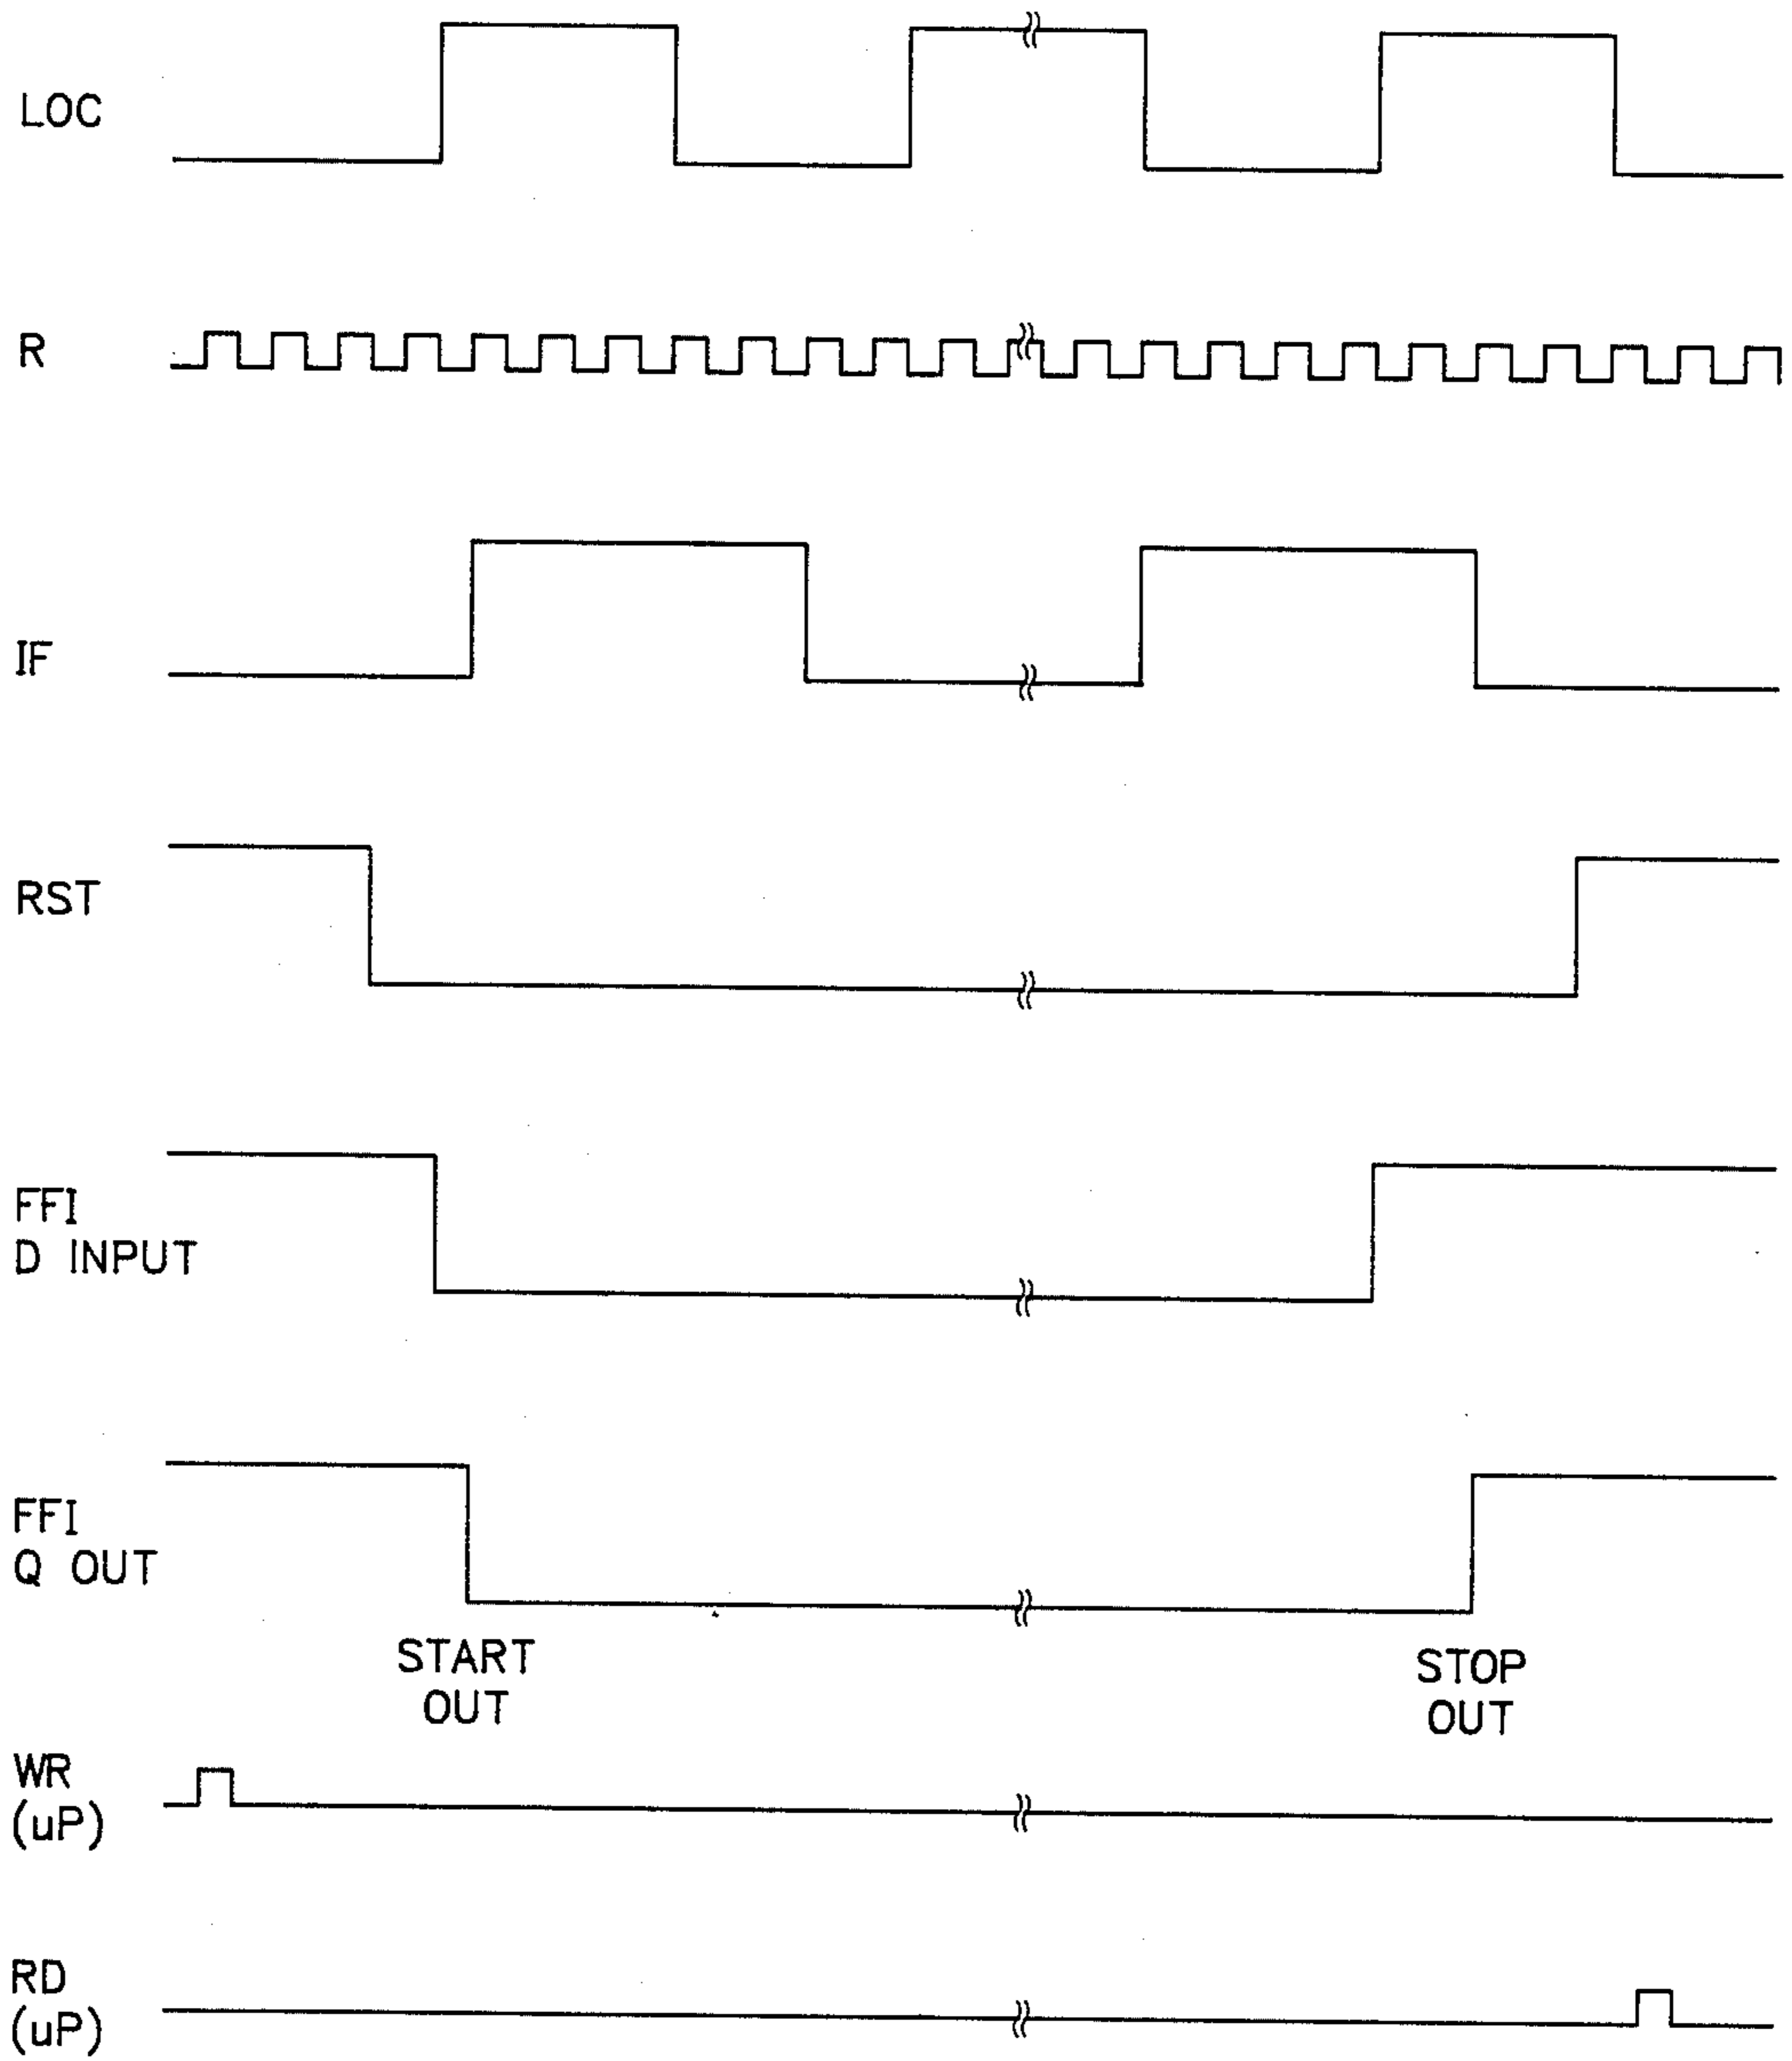 LOC
R
IF
RST
FFI
D INPUT
FFI
Q OUT
START
OUT
STOP
OUT
WR
(uP)
RD
(uP)